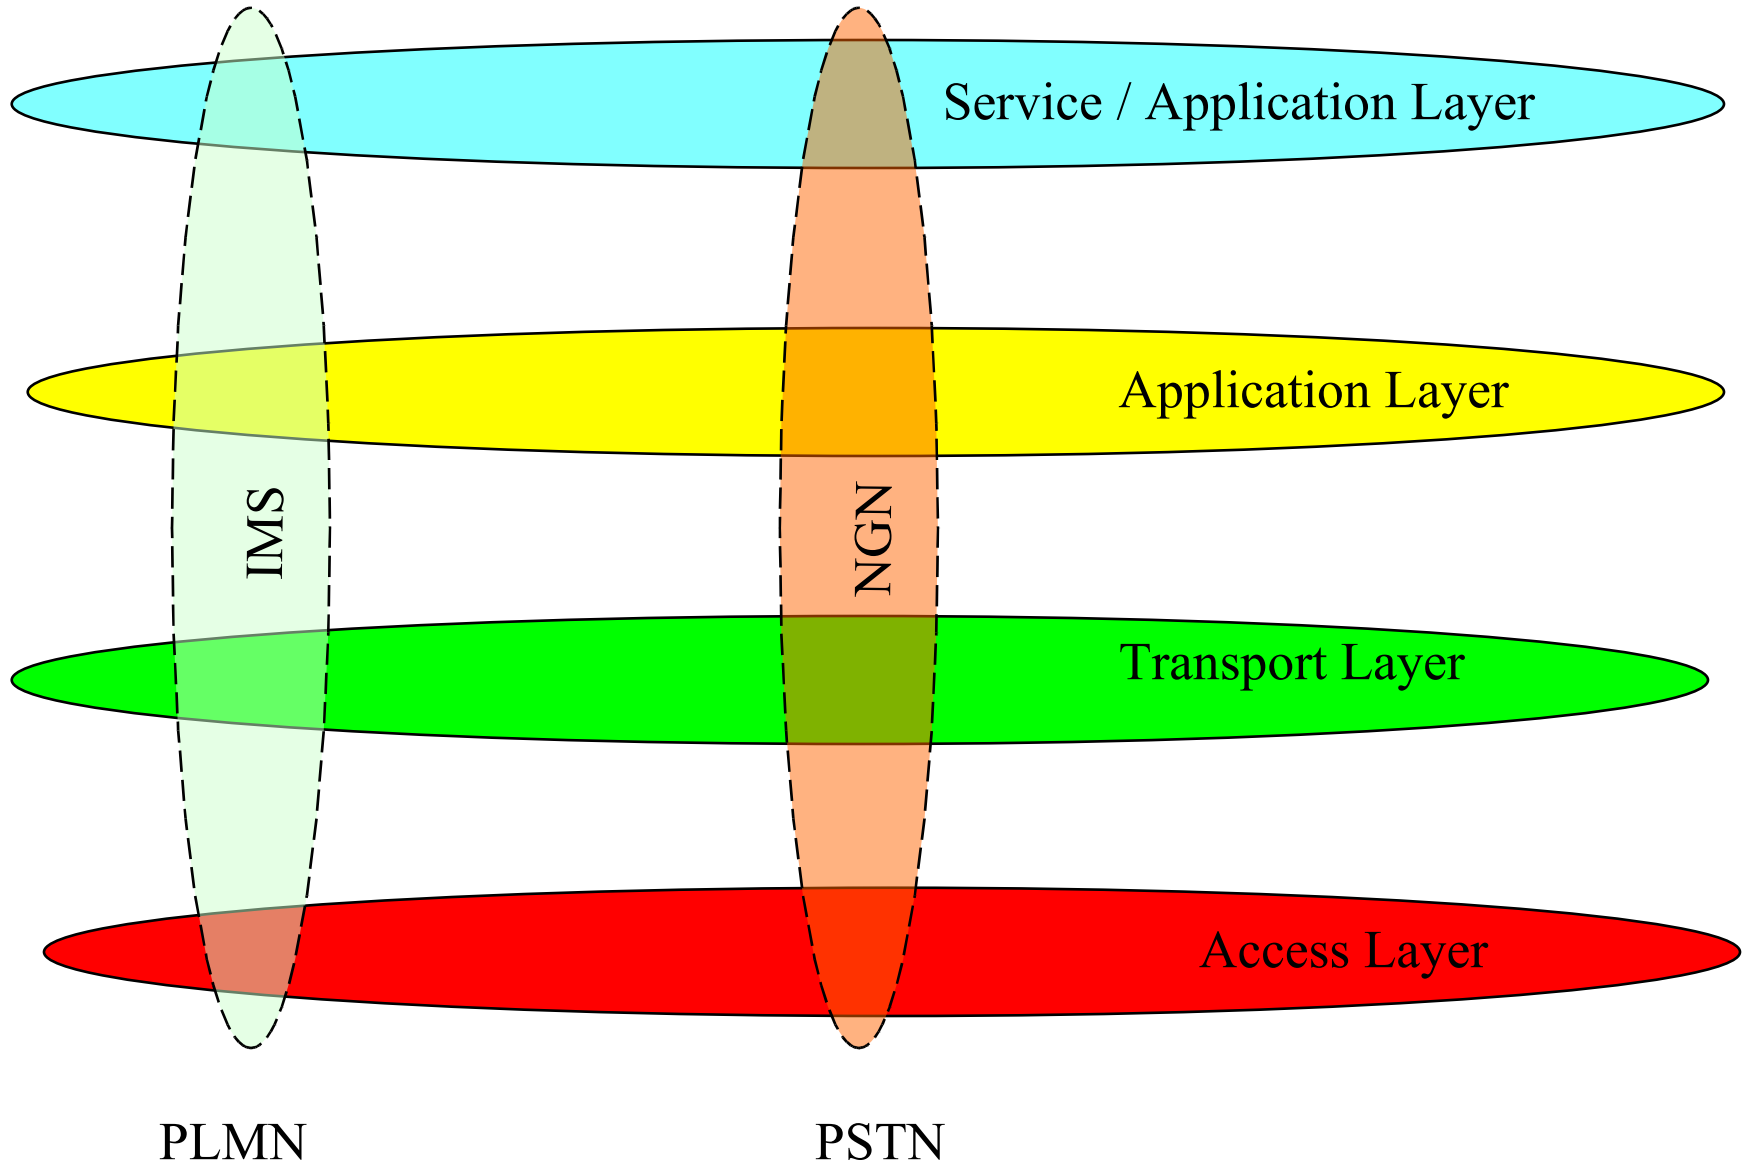 Service / Application Layer
Application Layer
IMS
NGN
Transport Layer
Access Layer
PLMN
PSTN